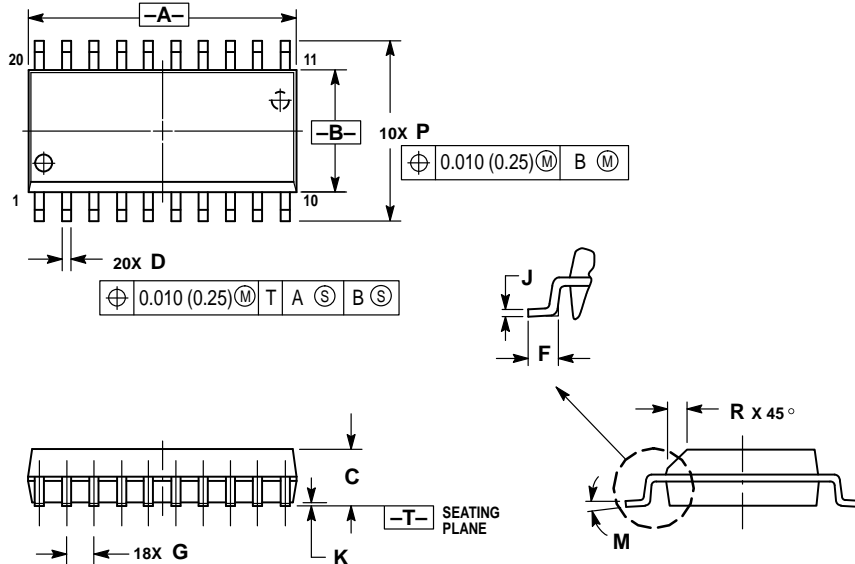 –A–
20 11
–B–
10X P
⌖ 0.010 (0.25) Ⓜ B Ⓜ
1 10
20X D
⌖ 0.010 (0.25) Ⓜ T A Ⓢ B Ⓢ
J
F
R X 45°
C
–T– SEATING
PLANE
M
18X G
K